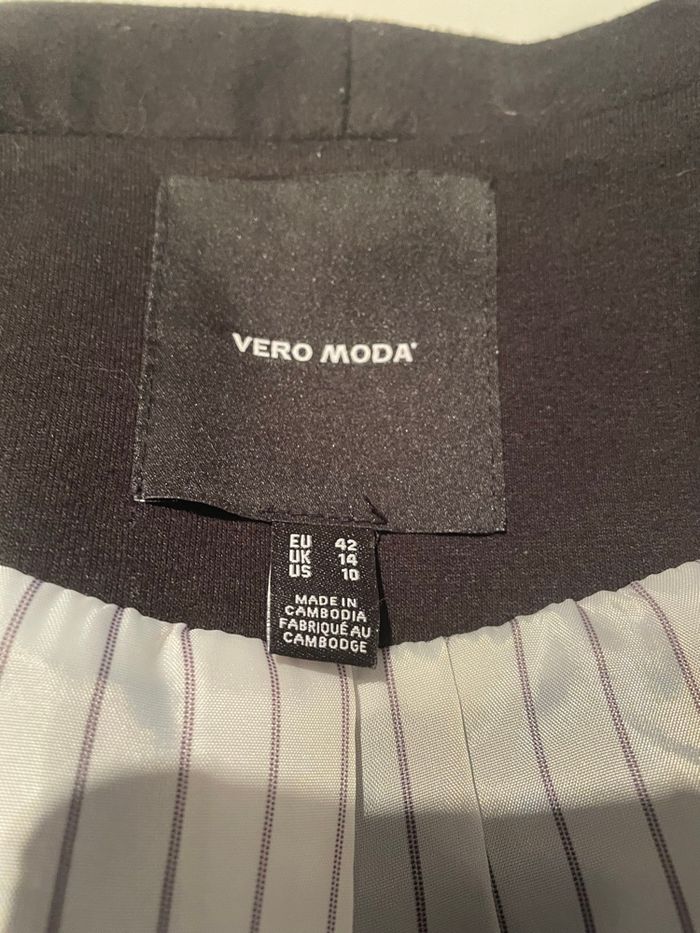 VERO MODA
EU 42
UK 14
US 10
MADE IN
CAMBODIA
FABRIQUÉ AU
CAMBODGE